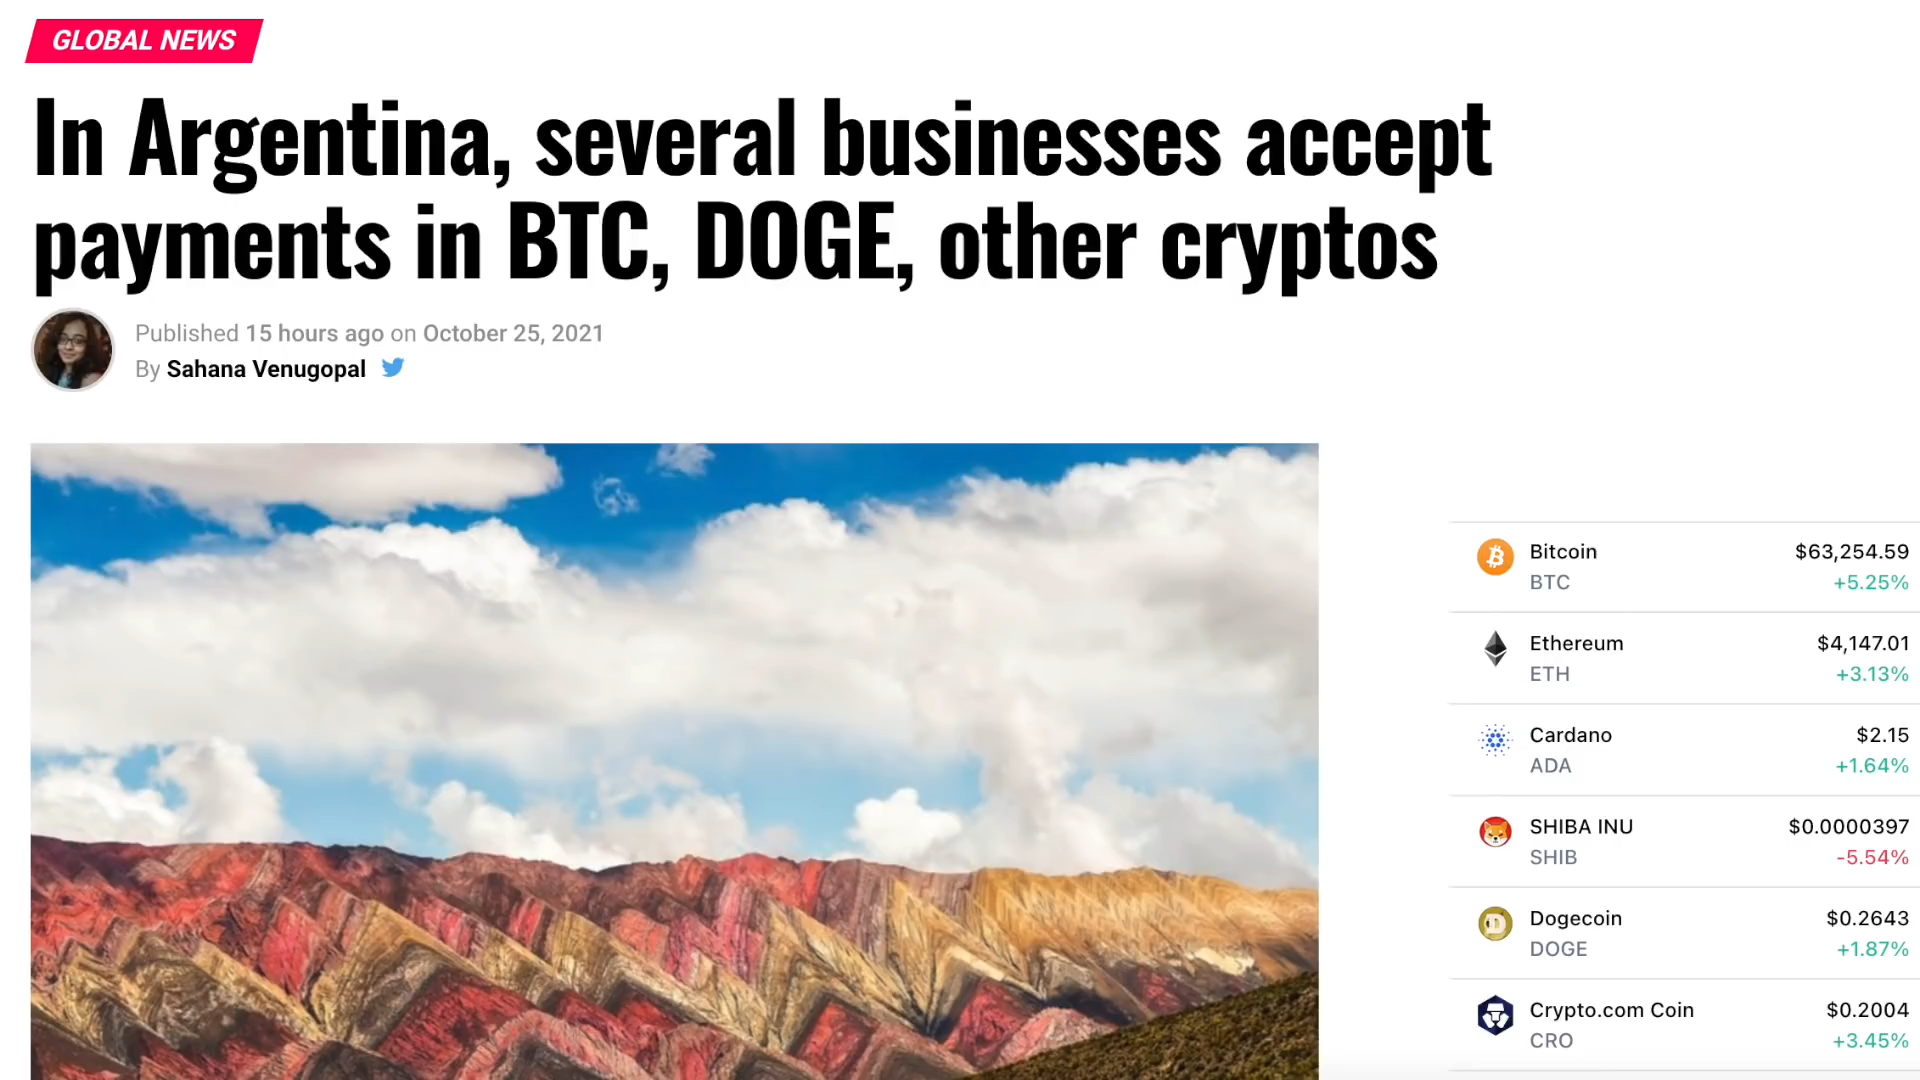 GLOBAL NEWS
In Argentina, several businesses accept
payments in BTC, DOGE, other cryptos
Published 15 hours ago on October 25, 2021
By Sahana Venugopal
Bitcoin $63,254.59
BTC +5.25%
Ethereum $4,147.01
ETH +3.13%
Cardano $2.15
ADA +1.64%
SHIBA INU $0.0000397
SHIB -5.54%
Dogecoin $0.2643
DOGE +1.87%
Crypto.com Coin $0.2004
CRO +3.45%